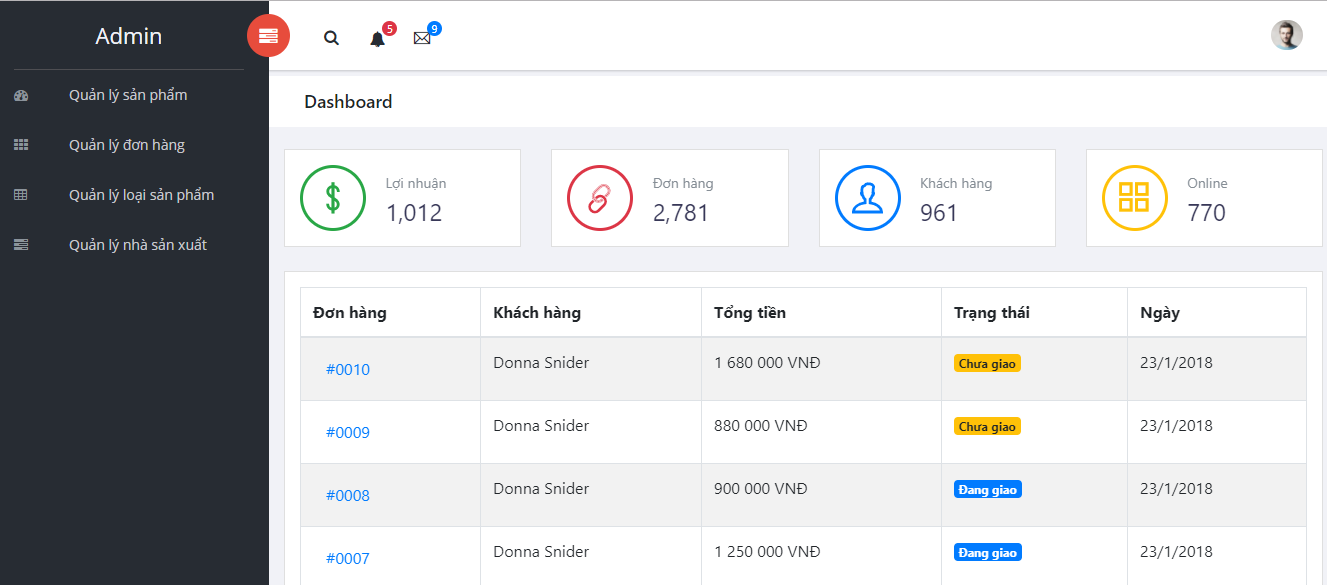 Admin
5
9
Quản lý sản phẩm
Quản lý đơn hàng
Quản lý loại sản phẩm
Quản lý nhà sản xuất
Dashboard
Lợi nhuận
1,012
Đơn hàng
2,781
Khách hàng
961
Online
770
Đơn hàng Khách hàng Tổng tiền Trạng thái Ngày
#0010 Donna Snider 1 680 000 VNĐ Chưa giao 23/1/2018
#0009 Donna Snider 880 000 VNĐ Chưa giao 23/1/2018
#0008 Donna Snider 900 000 VNĐ Đang giao 23/1/2018
#0007 Donna Snider 1 250 000 VNĐ Đang giao 23/1/2018